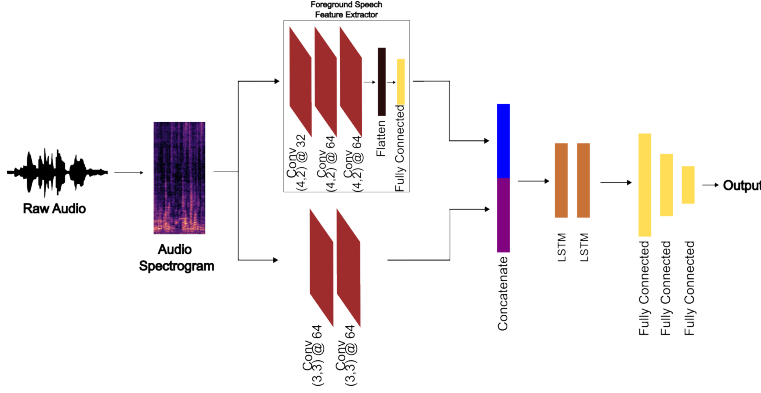 Foreground Speech
Feature Extractor
Conv
(4,2) @ 32
Conv
(4,2) @ 64
Conv
(4,2) @ 64
Flatten
Fully Connected
Raw Audio
Audio
Spectrogram
Conv
(3,3) @ 64
Conv
(3,3) @ 64
Concatenate
LSTM
LSTM
Fully Connected
Fully Connected
Fully Connected
Output